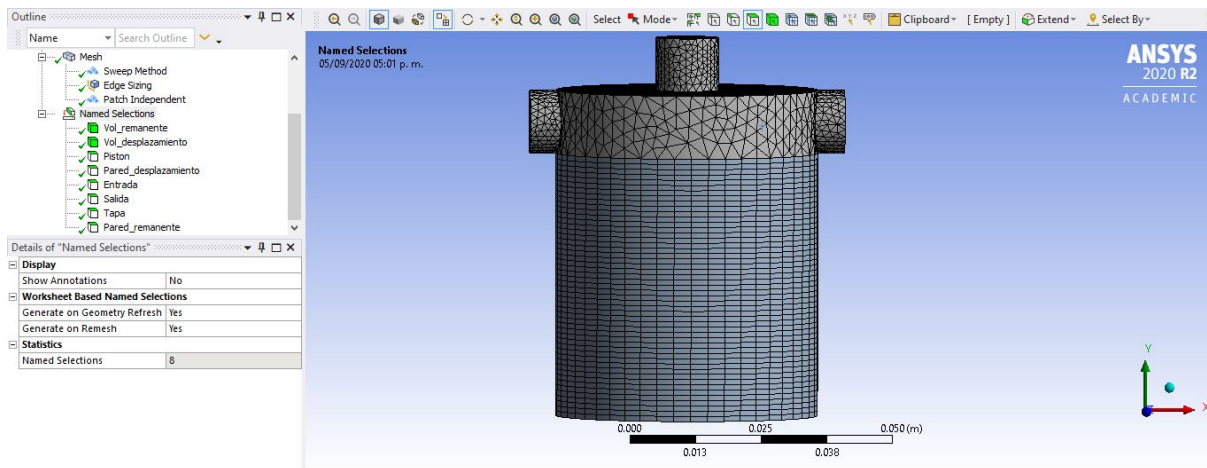 Outline
Name
Search Outline
Mesh
Sweep Method
Edge Sizing
Patch Independent
Named Selections
Vol_remanente
Vol_desplazamiento
Piston
Pared_desplazamiento
Entrada
Salida
Tapa
Pared_remanente
Details of "Named Selections"
Display
Show Annotations No
Worksheet Based Named Selections
Generate on Geometry Refresh Yes
Generate on Remesh Yes
Statistics
Named Selections 8
Select Mode Clipboard [ Empty ] Extend Select By
Named Selections
05/09/2020 05:01 p. m.
ANSYS
2020 R2
ACADEMIC
Y
X
0.000 0.025 0.050 (m)
0.013 0.038